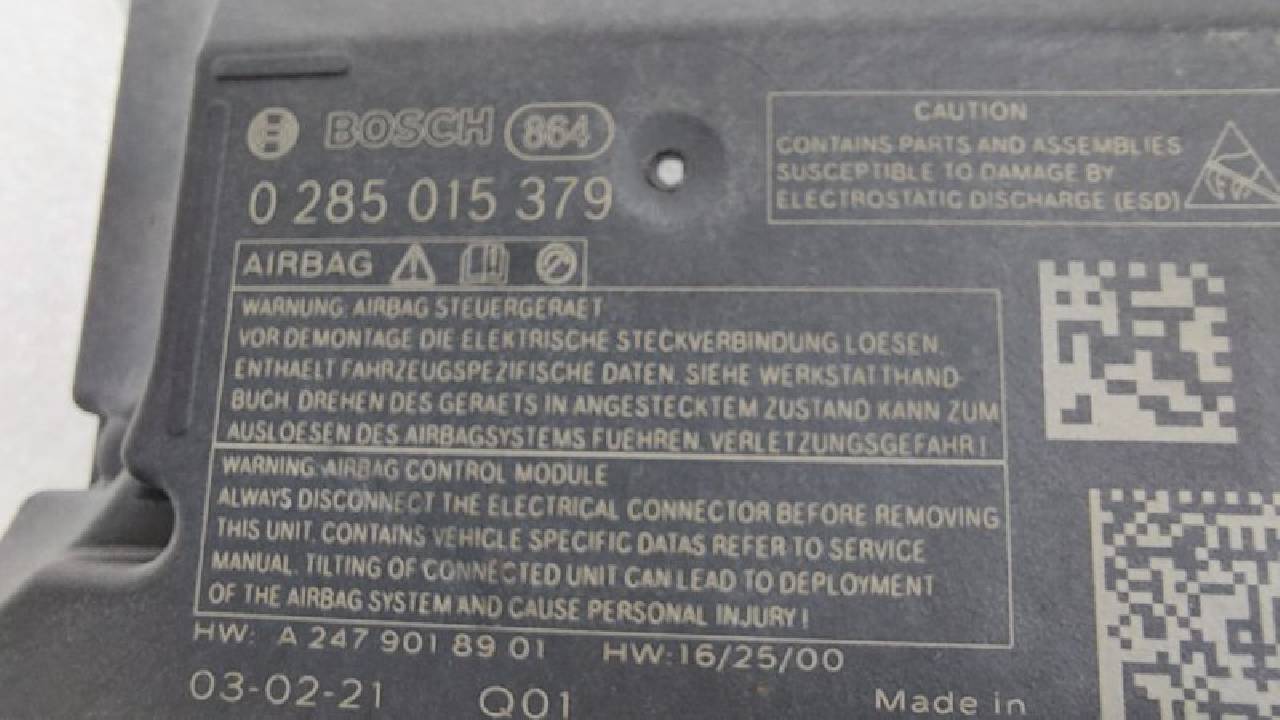 BOSCH 864
0 285 015 379
CAUTION
CONTAINS PARTS AND ASSEMBLIES
SUSCEPTIBLE TO DAMAGE BY
ELECTROSTATIC DISCHARGE (ESD)
AIRBAG
WARNUNG: AIRBAG STEUERGERAET
VOR DEMONTAGE DIE ELEKTRISCHE STECKVERBINDUNG LOESEN.
ENTHAELT FAHRZEUGSPEZIFISCHE DATEN. SIEHE WERKSTATTHAND-
BUCH. DREHEN DES GERAETS IN ANGESTECKTEM ZUSTAND KANN ZUM
AUSLOESEN DES AIRBAGSYSTEMS FUEHREN. VERLETZUNGSGEFAHR!
WARNING: AIRBAG CONTROL MODULE
ALWAYS DISCONNECT THE ELECTRICAL CONNECTOR BEFORE REMOVING
THIS UNIT. CONTAINS VEHICLE SPECIFIC DATAS REFER TO SERVICE
MANUAL. TILTING OF CONNECTED UNIT CAN LEAD TO DEPLOYMENT
OF THE AIRBAG SYSTEM AND CAUSE PERSONAL INJURY!
HW: A 247 901 89 01 HW:16/25/00
03-02-21 Q01 Made in